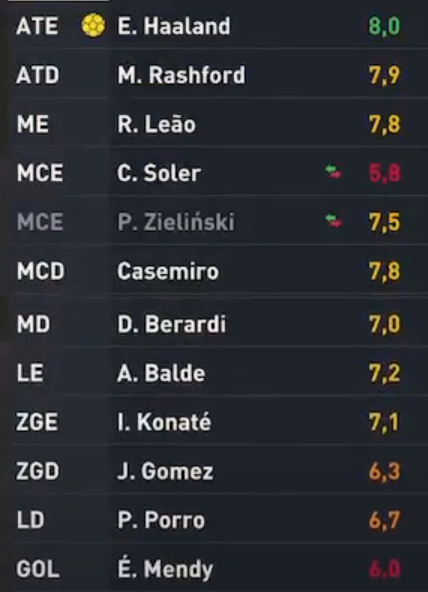 ATE E. Haaland 8,0
ATD M. Rashford 7,9
ME R. Leão 7,8
MCE C. Soler 5,8
MCE P. Zieliński 7,5
MCD Casemiro 7,8
MD D. Berardi 7,0
LE A. Balde 7,2
ZGE I. Konaté 7,1
ZGD J. Gomez 6,3
LD P. Porro 6,7
GOL É. Mendy 6,0